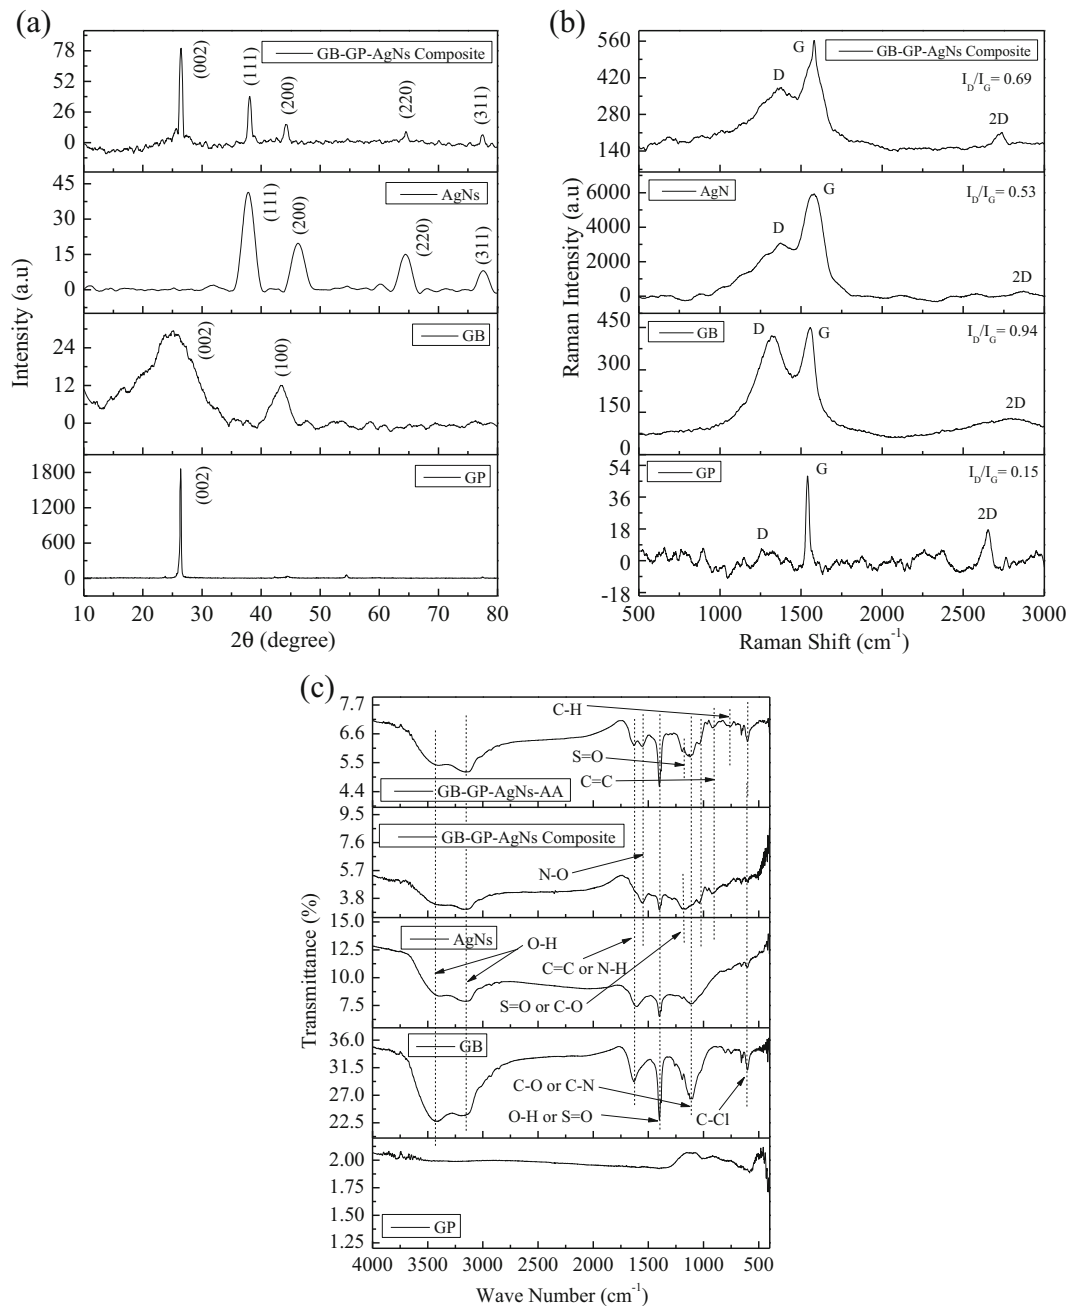 (a)
GB-GP-AgNs Composite
(002)
(111)
(200)
(220)
(311)
78
52
26
0
AgNs
(111)
(200)
(220)
(311)
45
30
15
0
GB
(002)
(100)
24
12
0
GP
(002)
1800
1200
600
0
10 20 30 40 50 60 70 80
2θ (degree)
Intensity (a.u)
(b)
GB-GP-AgNs Composite
I_D/I_G= 0.69
D
G
2D
560
420
280
140
AgN
I_D/I_G= 0.53
D
G
2D
6000
4000
2000
0
GB
I_D/I_G= 0.94
D
G
2D
450
300
150
0
GP
I_D/I_G= 0.15
D
G
2D
54
36
18
0
-18
500 1000 1500 2000 2500 3000
Raman Shift (cm⁻¹)
Raman Intensity (a.u)
(c)
7.7
6.6
5.5
4.4
C-H
S=O
C=C
GB-GP-AgNs-AA
9.5
7.6
5.7
3.8
GB-GP-AgNs Composite
N-O
15.0
12.5
10.0
7.5
AgNs
O-H
C=C or N-H
S=O or C-O
36.0
31.5
27.0
22.5
GB
C-O or C-N
O-H or S=O
C-Cl
2.00
1.75
1.50
1.25
GP
4000 3500 3000 2500 2000 1500 1000 500
Wave Number (cm⁻¹)
Transmittance (%)